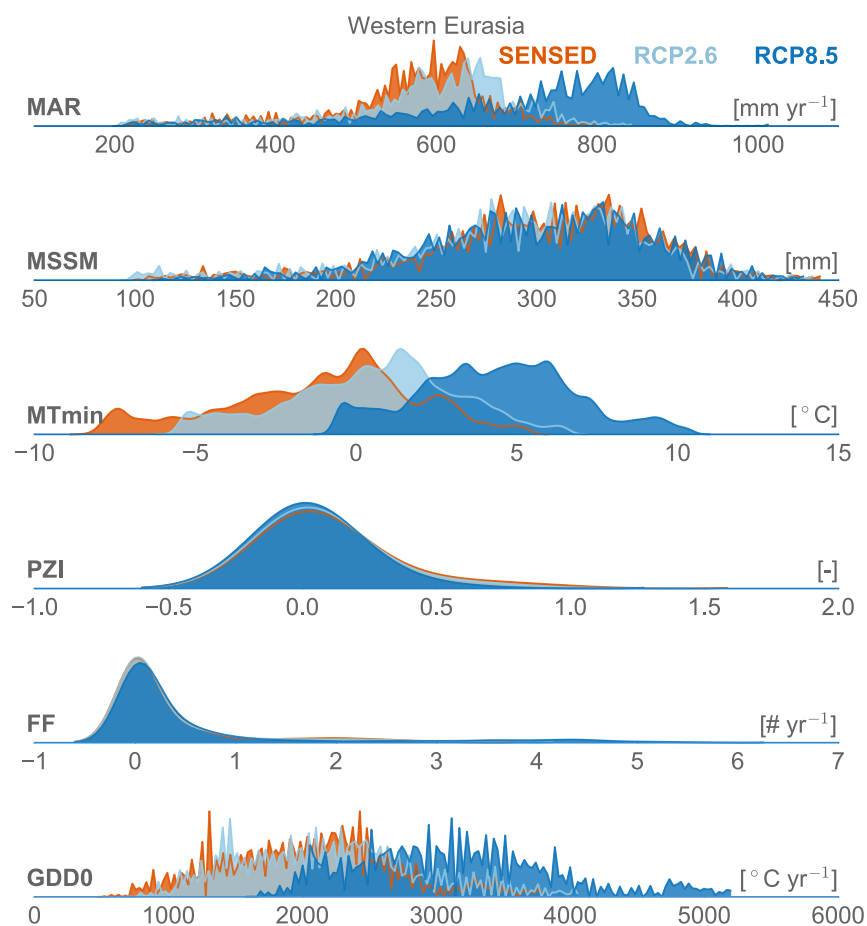 Western Eurasia
SENSED RCP2.6 RCP8.5
MAR [mm yr⁻¹]
200 400 600 800 1000
MSSM [mm]
50 100 150 200 250 300 350 400 450
MTmin [°C]
−10 −5 0 5 10 15
PZI [-]
−1.0 −0.5 0.0 0.5 1.0 1.5 2.0
FF [# yr⁻¹]
−1 0 1 2 3 4 5 6 7
GDD0 [°C yr⁻¹]
0 1000 2000 3000 4000 5000 6000